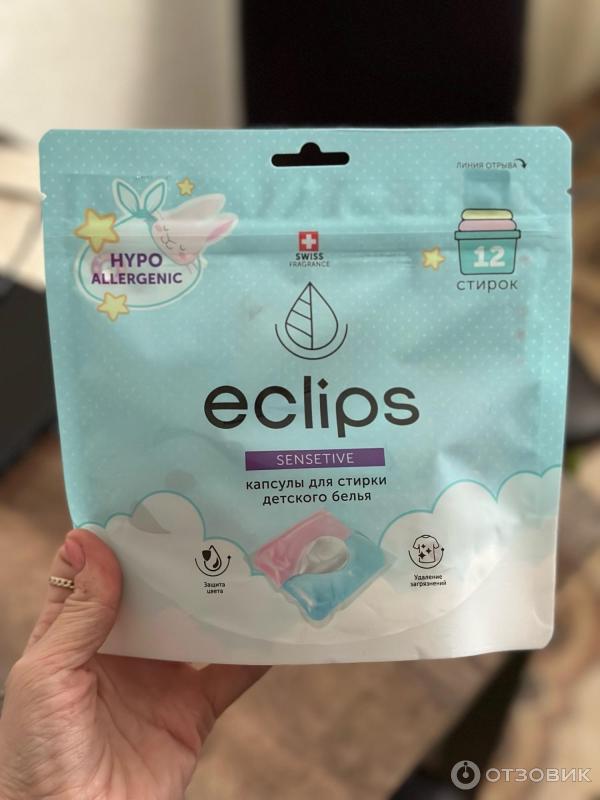 ЛИНИЯ ОТРЫВА
HYPO
ALLERGENIC
SWISS
FRAGRANCE
12
СТИРОК
eclips
SENSETIVE
капсулы для стирки
детского белья
Защита
цвета
Удаление
загрязнений
ОТЗОВИК